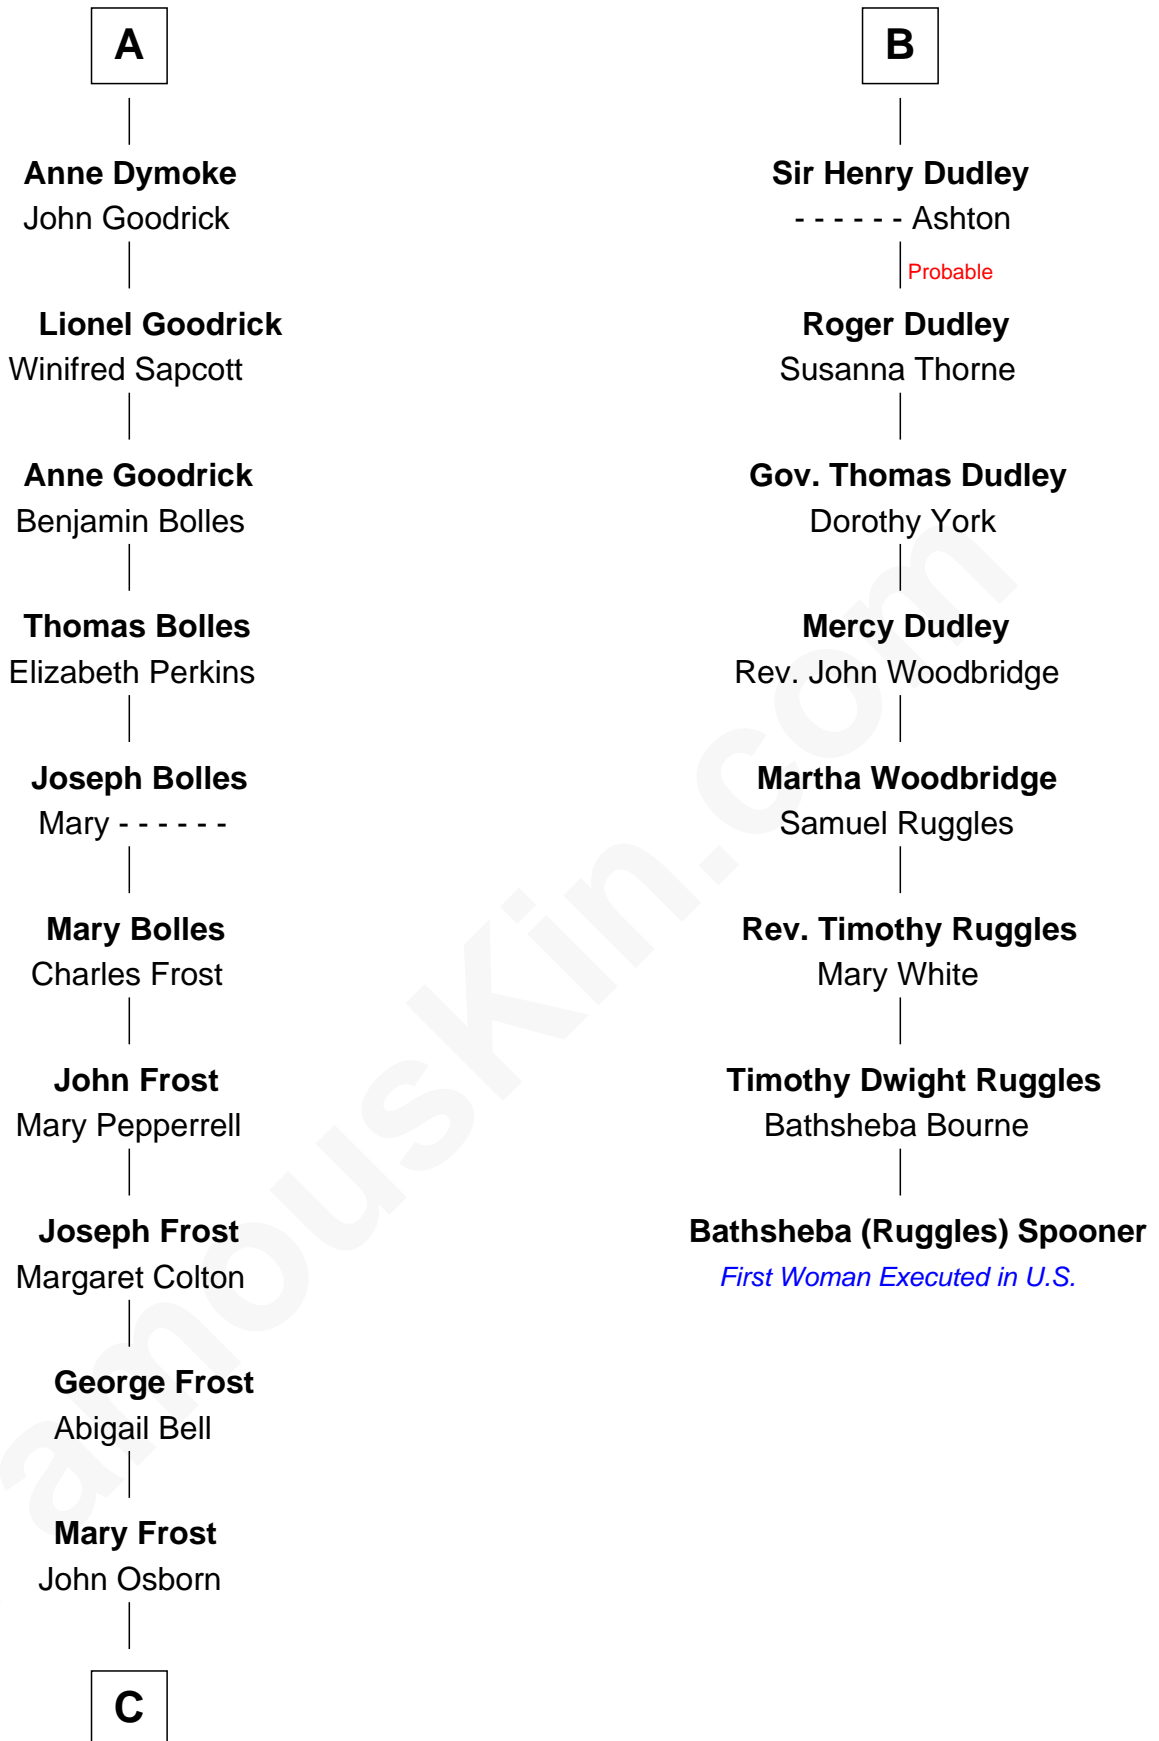 A
Anne Dymoke
John Goodrick
Lionel Goodrick
Winifred Sapcott
Anne Goodrick
Benjamin Bolles
Thomas Bolles
Elizabeth Perkins
Joseph Bolles
Mary - - - - - -
Mary Bolles
Charles Frost
John Frost
Mary Pepperrell
Joseph Frost
Margaret Colton
George Frost
Abigail Bell
Mary Frost
John Osborn
C
B
Sir Henry Dudley
- - - - - - Ashton
Probable
Roger Dudley
Susanna Thorne
Gov. Thomas Dudley
Dorothy York
Mercy Dudley
Rev. John Woodbridge
Martha Woodbridge
Samuel Ruggles
Rev. Timothy Ruggles
Mary White
Timothy Dwight Ruggles
Bathsheba Bourne
Bathsheba (Ruggles) Spooner
First Woman Executed in U.S.
amousKin.com